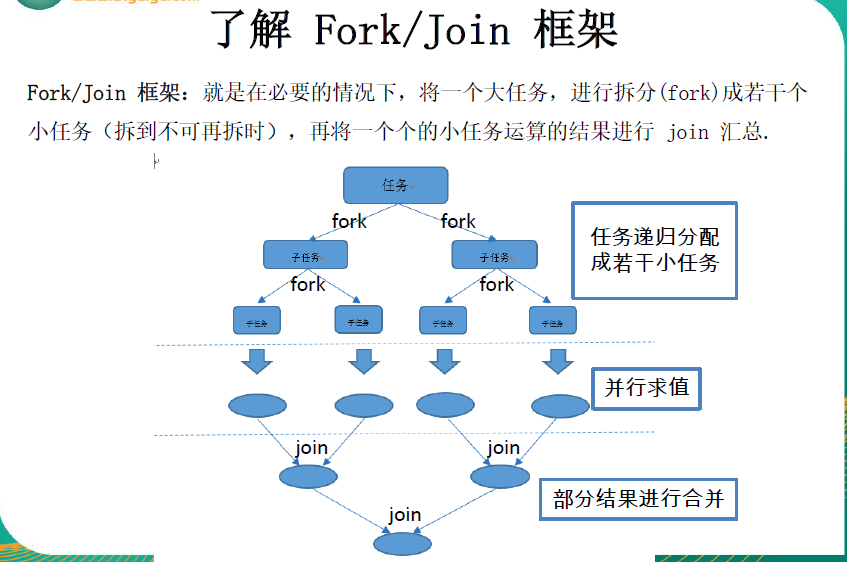 了解 Fork/Join 框架
Fork/Join 框架：就是在必要的情况下，将一个大任务，进行拆分(fork)成若干个
小任务（拆到不可再拆时），再将一个个的小任务运算的结果进行 join 汇总.
任务
fork
fork
子任务
子任务
任务递归分配
成若干小任务
fork
fork
子任务
子任务
子任务
子任务
并行求值
join
join
部分结果进行合并
join